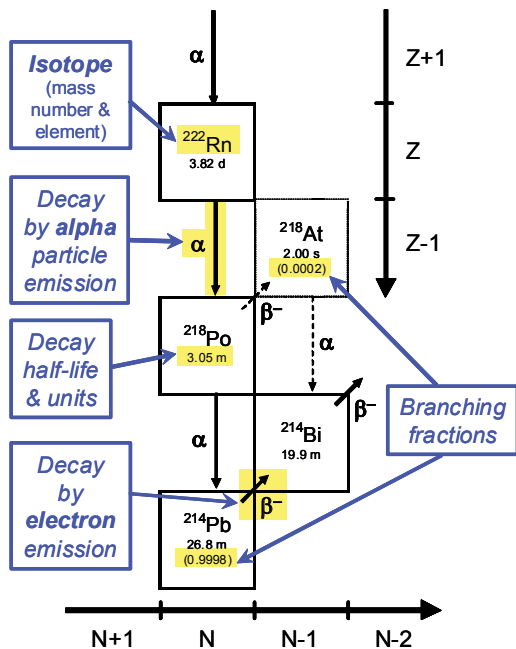 α
Z+1
Isotope
(mass
number &
element)
²²²Rn
3.82 d
Z
Decay
by alpha
particle
emission
α
²¹⁸At
2.00 s
(0.0002)
Z-1
β⁻
Decay
half-life
& units
²¹⁸Po
3.05 m
α
β⁻
Branching
fractions
α
²¹⁴Bi
19.9 m
Decay
by
electron
emission
β⁻
²¹⁴Pb
26.8 m
(0.9998)
N+1 N N-1 N-2